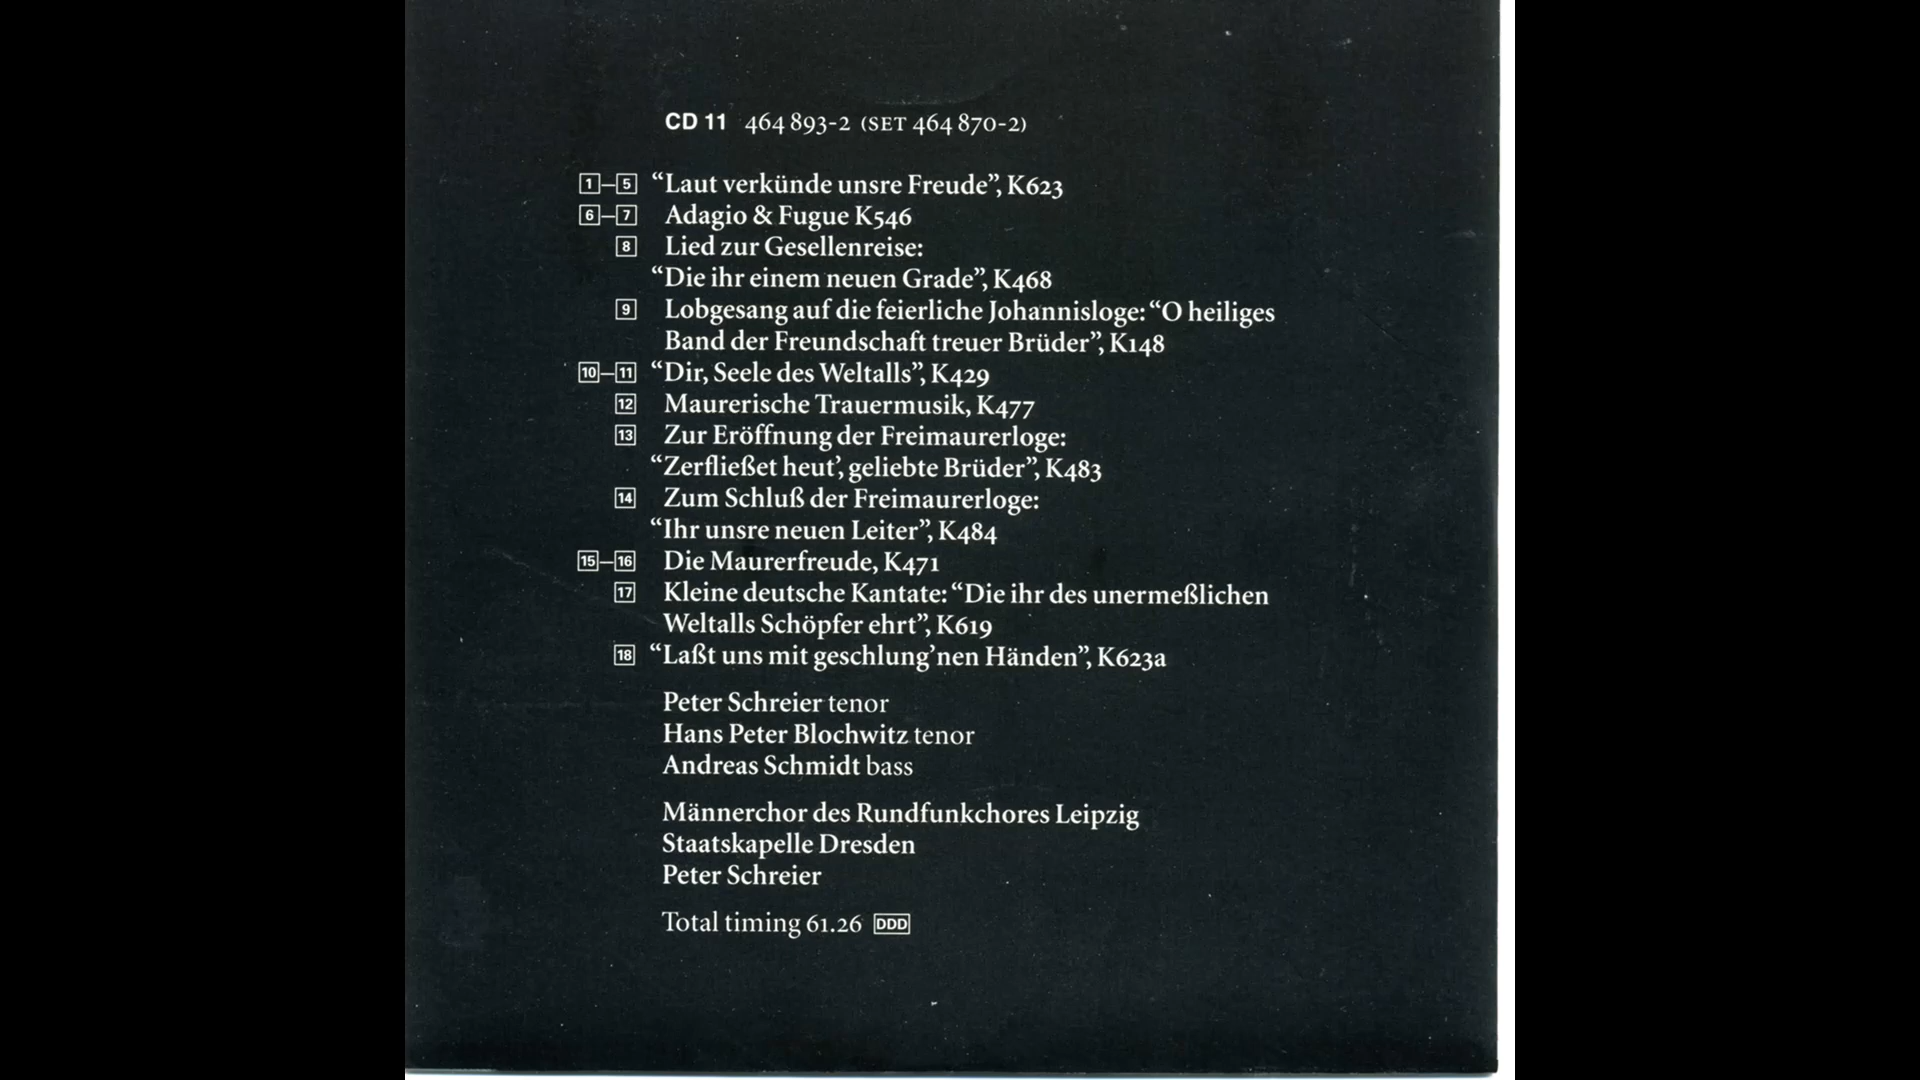 CD 11 464 893-2 (SET 464 870-2)
1–5 “Laut verkünde unsre Freude”, K623
6–7 Adagio & Fugue K546
8 Lied zur Gesellenreise:
“Die ihr einem neuen Grade”, K468
9 Lobgesang auf die feierliche Johannisloge: “O heiliges
Band der Freundschaft treuer Brüder”, K148
10–11 “Dir, Seele des Weltalls”, K429
12 Maurerische Trauermusik, K477
13 Zur Eröffnung der Freimaurerloge:
“Zerfließet heut’, geliebte Brüder”, K483
14 Zum Schluß der Freimaurerloge:
“Ihr unsre neuen Leiter”, K484
15–16 Die Maurerfreude, K471
17 Kleine deutsche Kantate: “Die ihr des unermeßlichen
Weltalls Schöpfer ehrt”, K619
18 “Laßt uns mit geschlung’nen Händen”, K623a
Peter Schreier tenor
Hans Peter Blochwitz tenor
Andreas Schmidt bass
Männerchor des Rundfunkchores Leipzig
Staatskapelle Dresden
Peter Schreier
Total timing 61.26 DDD